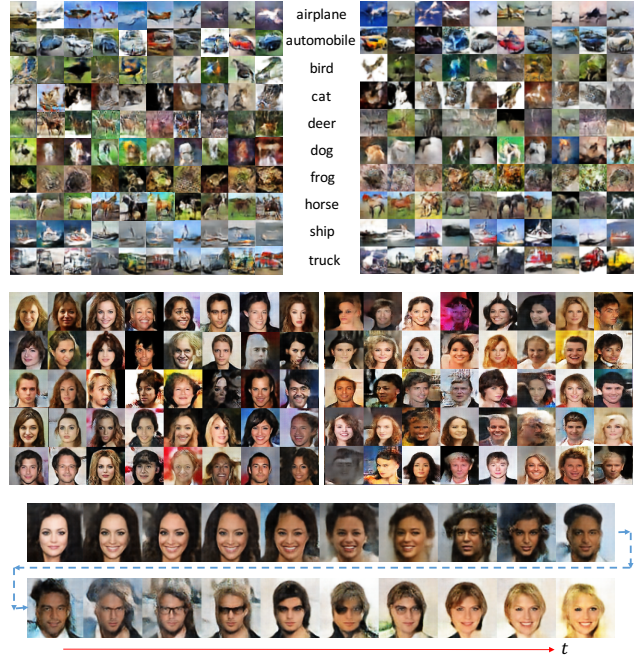 airplane
automobile
bird
cat
deer
dog
frog
horse
ship
truck
t